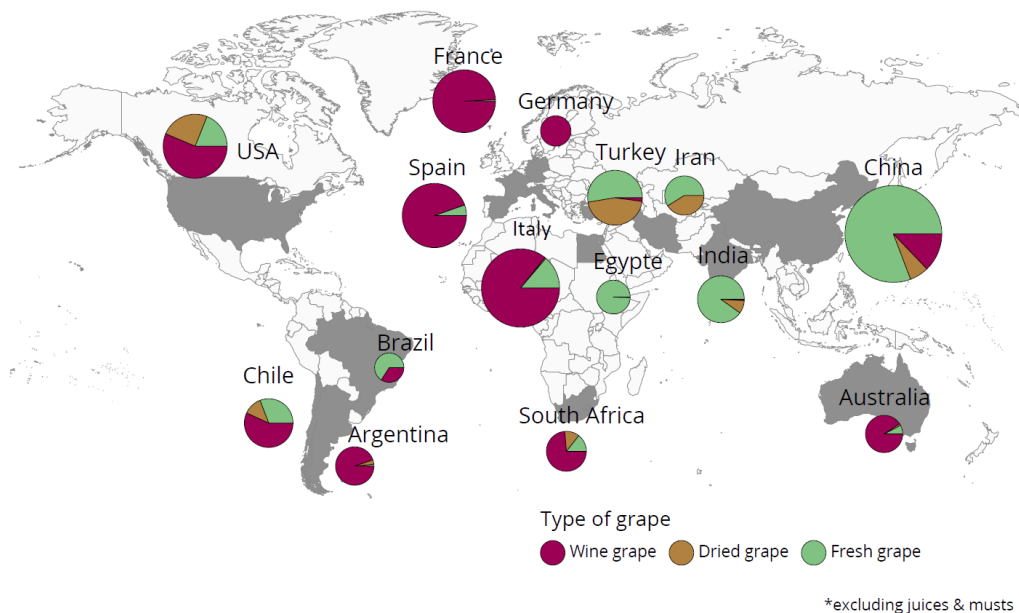 France
Germany
USA
Turkey
Iran
China
Spain
Italy
Egypte
India
Brazil
Chile
Argentina
South Africa
Australia
Type of grape
Wine grape
Dried grape
Fresh grape
*excluding juices & musts